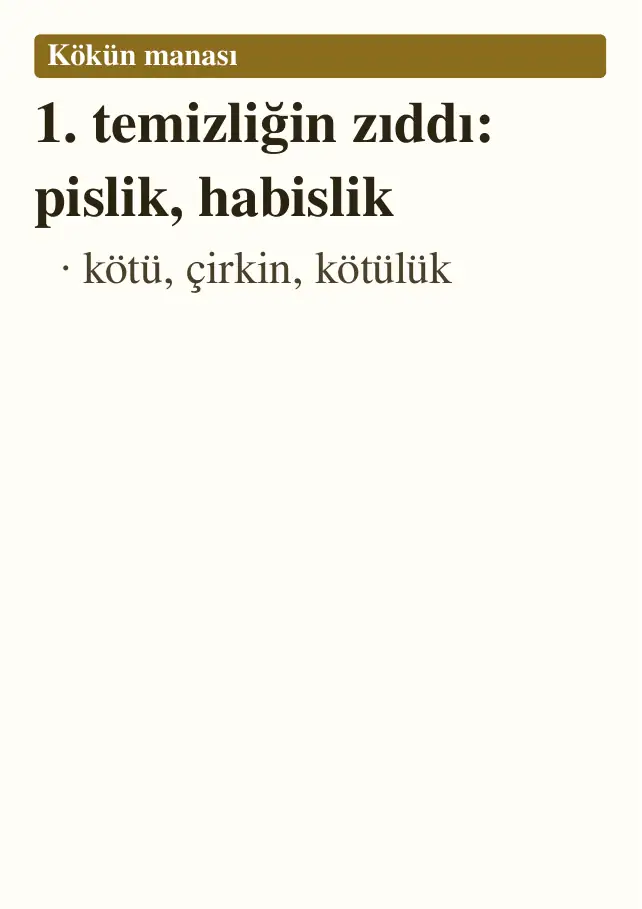 Kökün manası
1. temizliğin zıddı:
pislik, habislik
· kötü, çirkin, kötülük